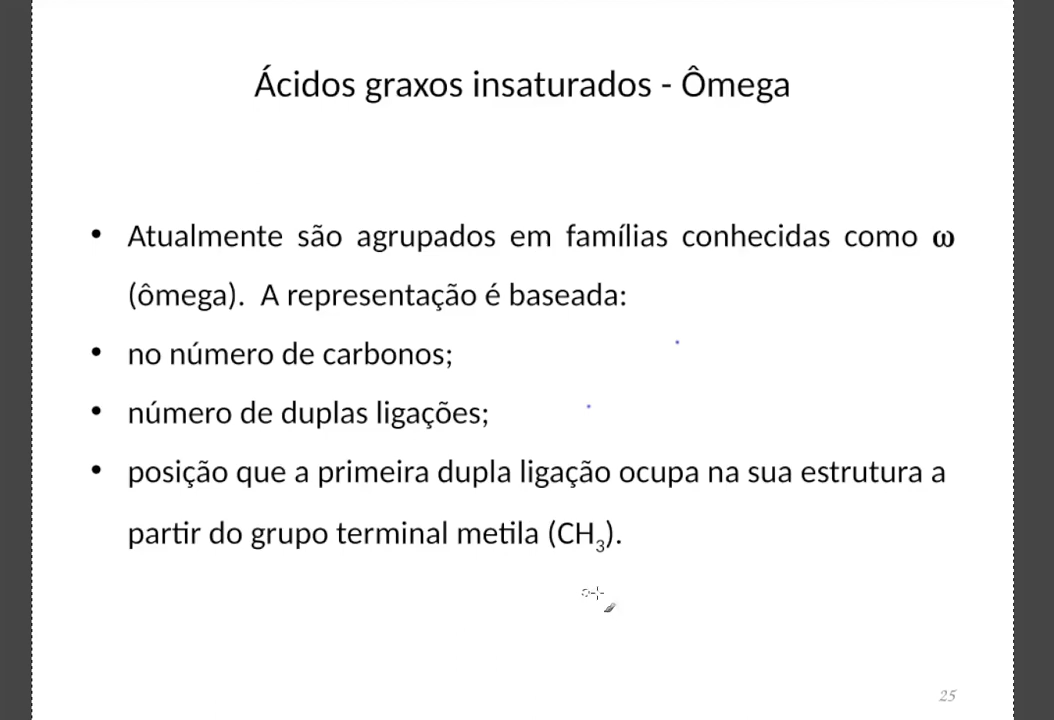 Ácidos graxos insaturados - Ômega
• Atualmente são agrupados em famílias conhecidas como ω
(ômega). A representação é baseada:
• no número de carbonos;
• número de duplas ligações;
• posição que a primeira dupla ligação ocupa na sua estrutura a
partir do grupo terminal metila (CH₃).
25